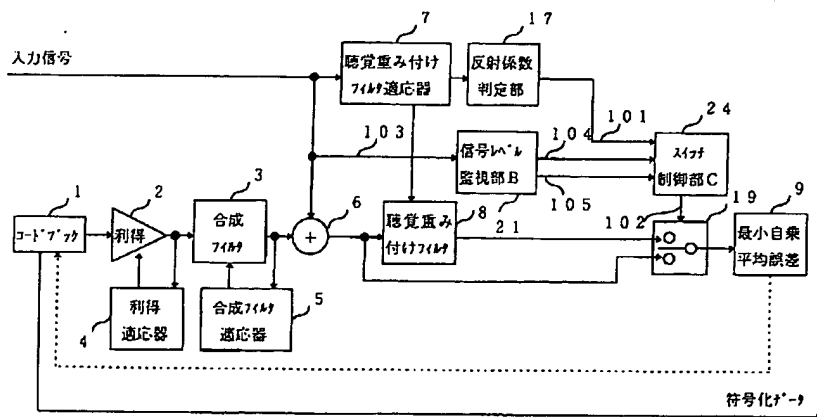 7
17
入力信号
聴覚重み付け
フィルタ適応器
反射係数
判定部
103
104
101
24
信号レベル
監視部B
スイッチ
制御部C
1
2
3
6
8
21
105
102
19
9
コードブック
利得
合成
フィルタ
+
聴覚重み
付けフィルタ
最小自乗
平均誤差
4
利得
適応器
合成フィルタ
適応器
5
符号化データ